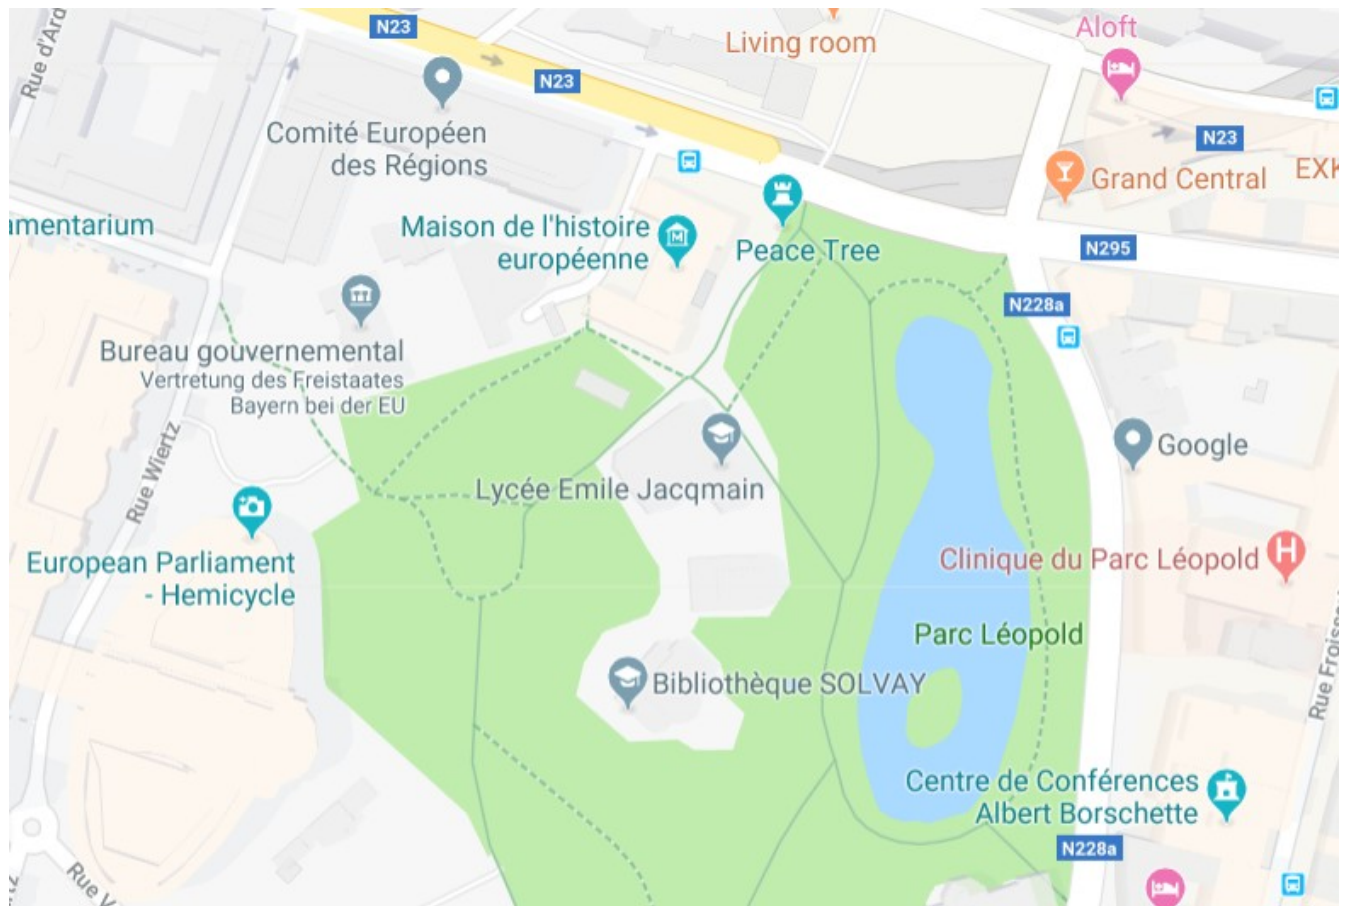 N23
Living room
Aloft
Rue d'Ard
N23
Comité Européen
des Régions
N23
Grand Central
EXK
amentarium
Maison de l'histoire
européenne
Peace Tree
N295
N228a
Bureau gouvernemental
Vertretung des Freistaates
Bayern bei der EU
Rue Wiertz
Google
Lycée Emile Jacqmain
European Parliament
- Hemicycle
Clinique du Parc Léopold
Parc Léopold
Rue Froiss
Bibliothèque SOLVAY
Centre de Conférences
Albert Borschette
N228a
Rue V
tz